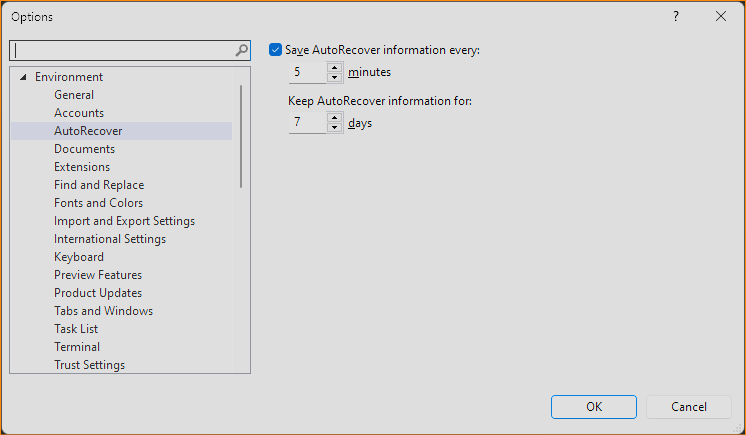 Options
Environment
General
Accounts
AutoRecover
Documents
Extensions
Find and Replace
Fonts and Colors
Import and Export Settings
International Settings
Keyboard
Preview Features
Product Updates
Tabs and Windows
Task List
Terminal
Trust Settings
Save AutoRecover information every:
5 minutes
Keep AutoRecover information for:
7 days
OK Cancel